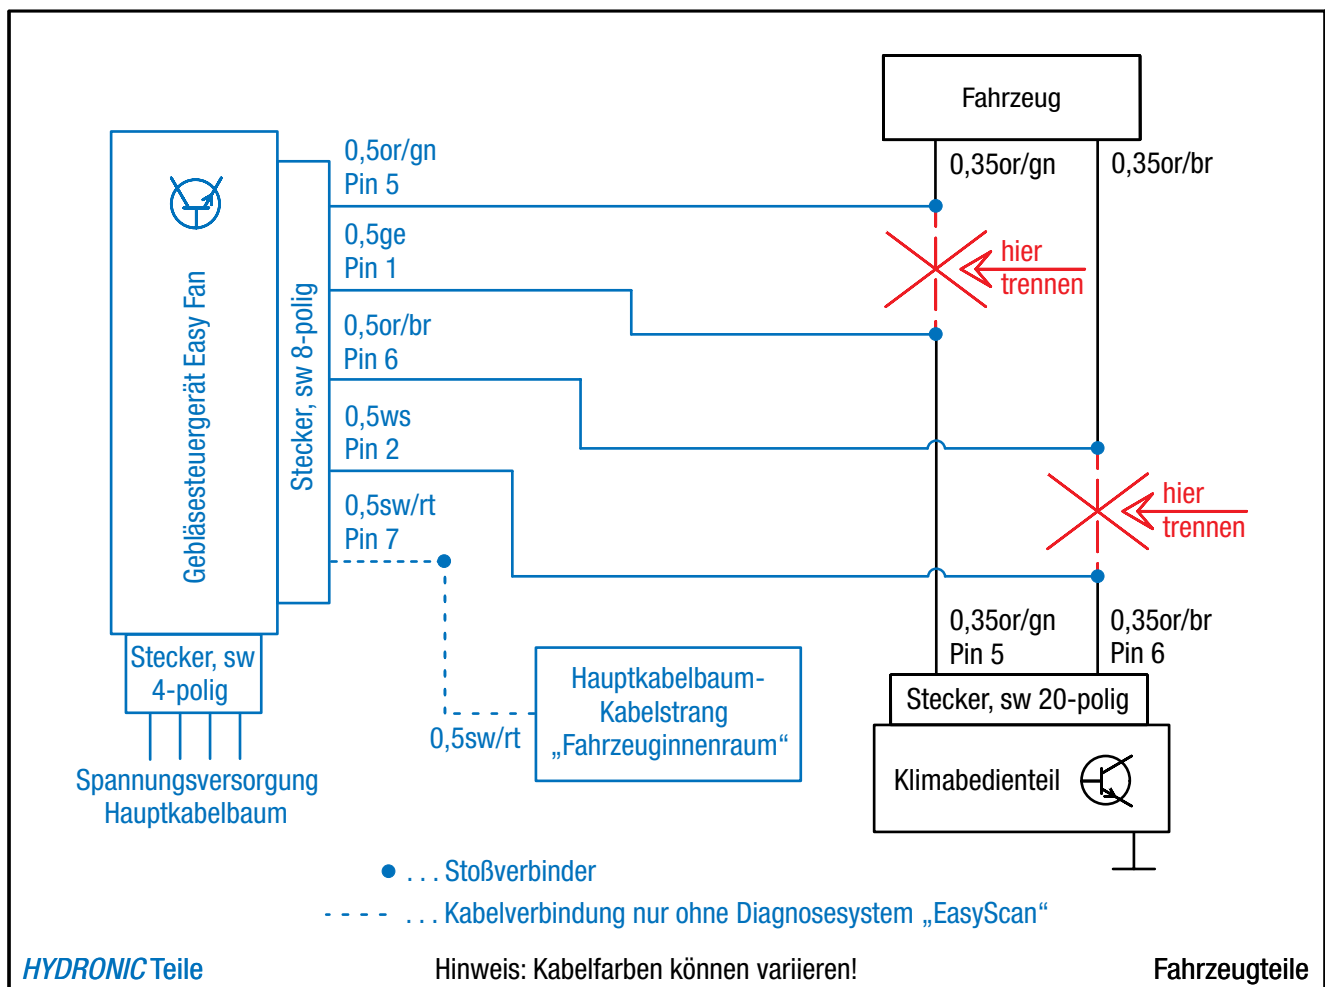 Fahrzeug
0,35or/gn
0,35or/br
0,5or/gn
Pin 5
0,5ge
Pin 1
0,5or/br
Pin 6
0,5ws
Pin 2
0,5sw/rt
Pin 7
Gebläsesteuergerät Easy Fan
Stecker, sw 8-polig
hier
trennen
hier
trennen
0,35or/gn
Pin 5
0,35or/br
Pin 6
Stecker, sw
4-polig
Hauptkabelbaum-
Kabelstrang
„Fahrzeuginnenraum“
0,5sw/rt
Stecker, sw 20-polig
Klimabedienteil
Spannungsversorgung
Hauptkabelbaum
. . . Stoßverbinder
- - - - . . . Kabelverbindung nur ohne Diagnosesystem „EasyScan“
HYDRONIC Teile
Hinweis: Kabelfarben können variieren!
Fahrzeugteile